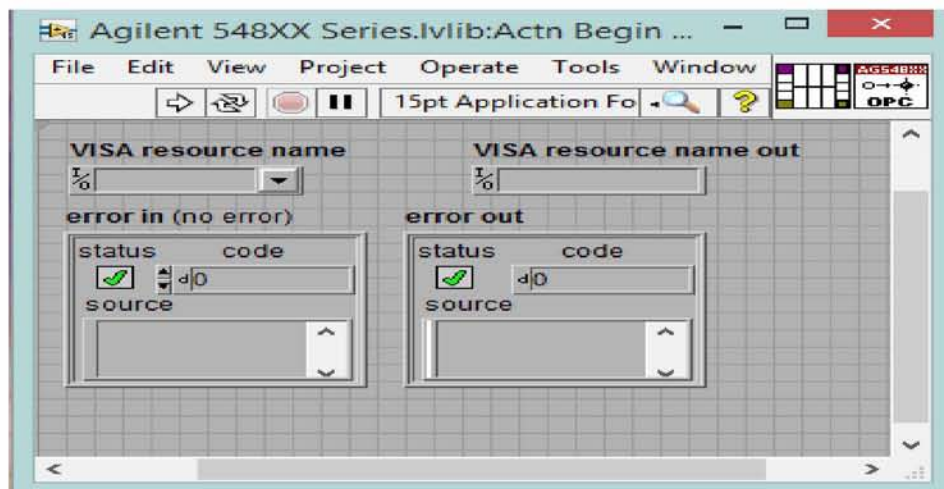 Agilent 548XX Series.lvlib:Actn Begin ...
File Edit View Project Operate Tools Window
15pt Application Fo
AG548XX
OPC
VISA resource name VISA resource name out
error in (no error) error out
status code status code
d 0 d 0
source source